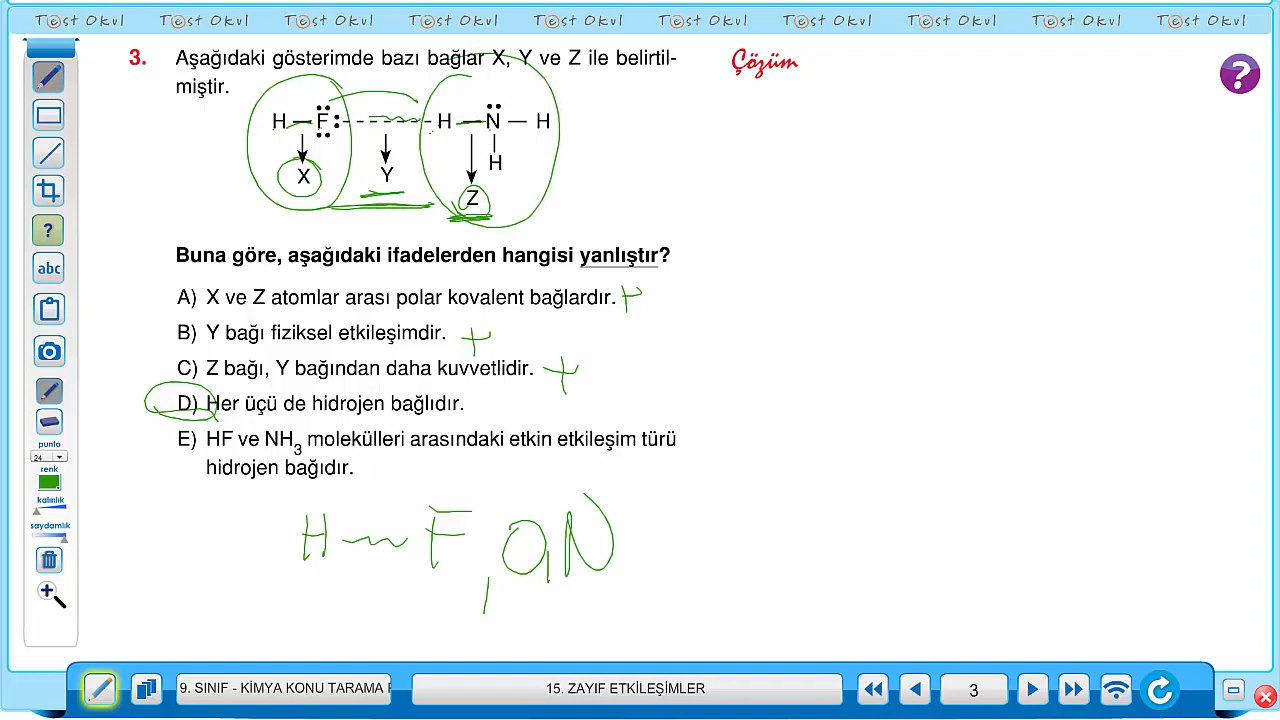 Test Okul Test Okul Test Okul Test Okul Test Okul Test Okul Test Okul Test Okul Test Okul Test Okul
3. Aşağıdaki gösterimde bazı bağlar X, Y ve Z ile belirtil-
miştir.
Çözüm
?
H F H N H
H
X Y
Z
Buna göre, aşağıdaki ifadelerden hangisi yanlıştır?
A) X ve Z atomlar arası polar kovalent bağlardır. +
B) Y bağı fiziksel etkileşimdir. +
C) Z bağı, Y bağından daha kuvvetlidir. +
D) Her üçü de hidrojen bağlıdır.
E) HF ve NH3 molekülleri arasındaki etkin etkileşim türü
hidrojen bağıdır.
H F, O, N
?
abc
punto
24
renk
kalınlık
saydamlık
9. SINIF - KİMYA KONU TARAMA
15. ZAYIF ETKİLEŞİMLER
3